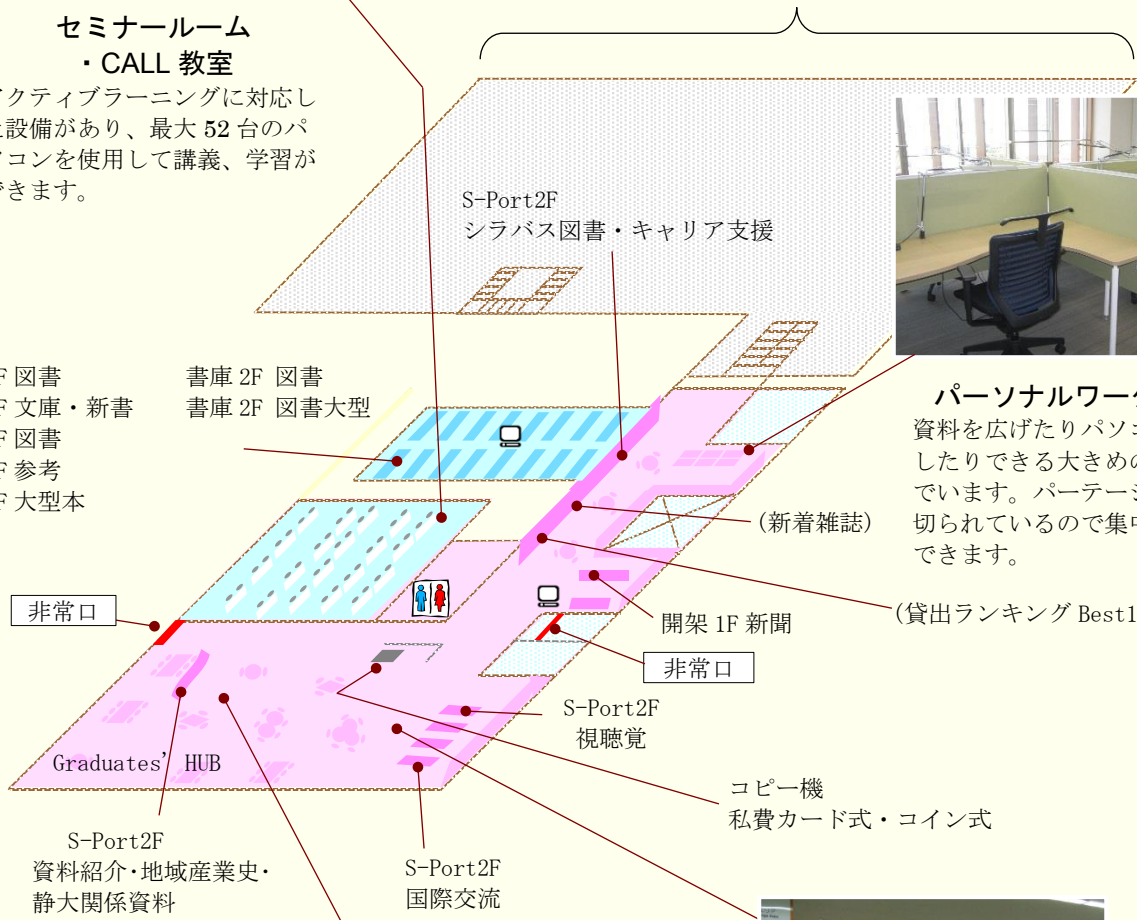 セミナールーム
・CALL 教室
クティブラーニングに対応し
設備があり、最大 52 台のパ
コンを使用して講義、学習が
きます。
S-Port2F
シラバス図書・キャリア支援
F 図書
F 文庫・新書
F 図書
F 参考
F 大型本
書庫 2F 図書
書庫 2F 図書大型
パーソナルワーク
資料を広げたりパソコ
したりできる大きめの
でいます。パーテーシ
切られているので集中
できます。
(新着雑誌)
(貸出ランキング Best1
開架 1F 新聞
非常口
非常口
S-Port2F
視聴覚
Graduates' HUB
コピー機
私費カード式・コイン式
S-Port2F
資料紹介・地域産業史・
静大関係資料
S-Port2F
国際交流